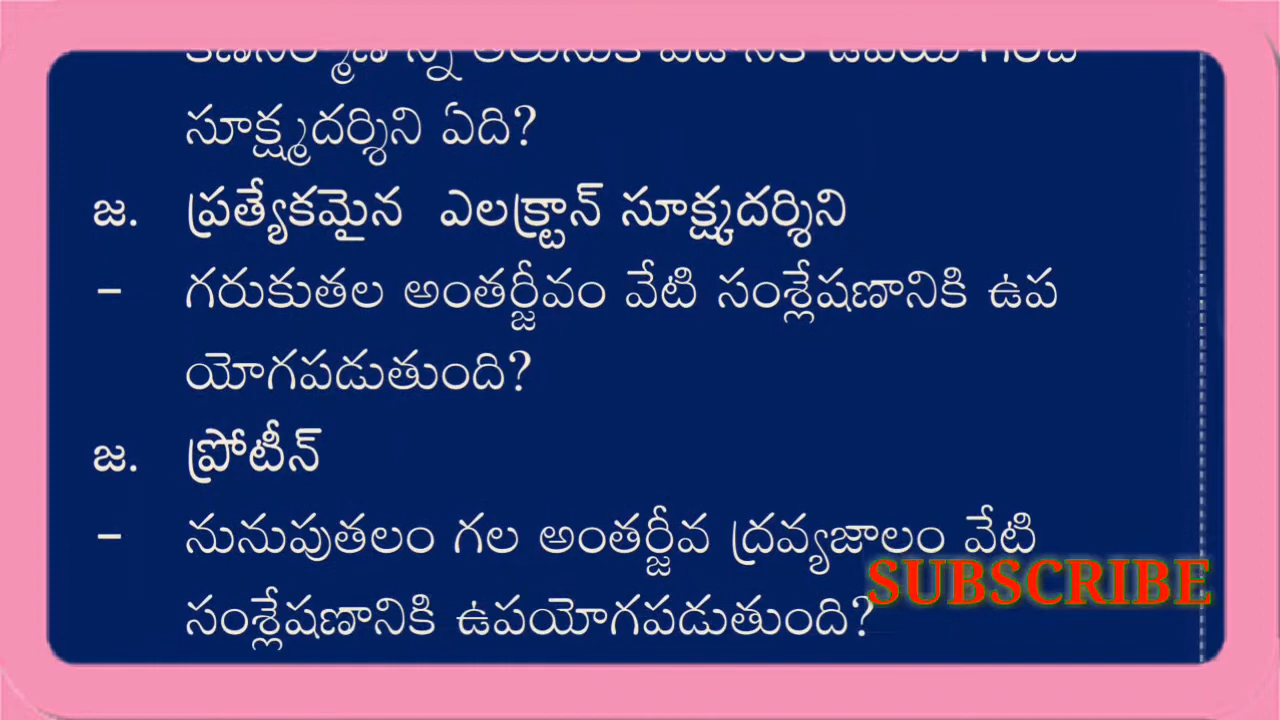 సూక్ష్మదర్శిని ఏది?
జ. ప్రత్యేకమైన ఎలక్ట్రాన్ సూక్ష్మదర్శిని
– గరుకుతల అంతర్జీవం వేటి సంశ్లేషణానికి ఉప
యోగపడుతుంది?
జ. ప్రోటీన్
– నునుపుతలం గల అంతర్జీవ ద్రవ్యజాలం వేటి
SUBSCRIBE
సంశ్లేషణానికి ఉపయోగపడుతుంది?